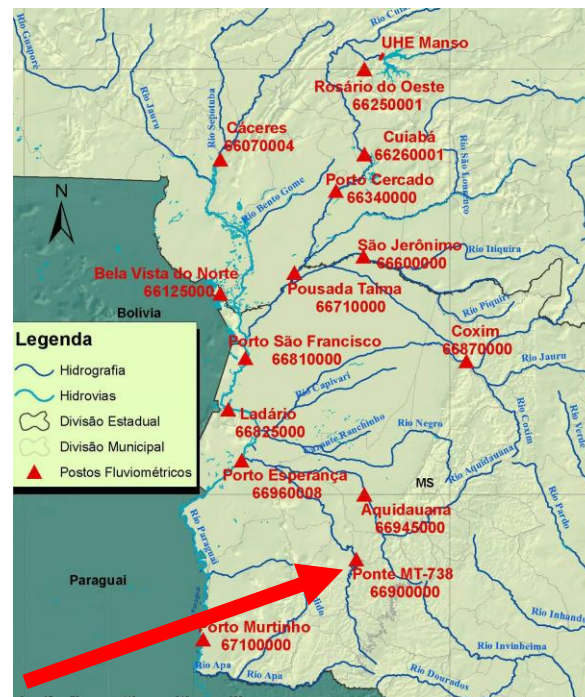 Rio Guaporé
Rio Jauru
Rio Sepotuba
UHE Manso
Rosário do Oeste
66250001
Cáceres
66070004
Cuiabá
66260001
Rio São Lourenço
Porto Cercado
66340000
Rio Bento Gome
N
São Jerônimo
66600000
Rio Itiquira
Bela Vista do Norte
66125000
Pousada Taima
66710000
Rio Piquiri
Bolivia
Legenda
Hidrografia
Hidrovias
Divisão Estadual
Divisão Municipal
Postos Fluviométricos
Porto São Francisco
66810000
Coxim
66870000
Rio Jauru
Rio Capivari
Ladário
66825000
Rio Negro
Rio Coxim
Rio Verde
Porto Esperança
66960008
Rio Aquidauana
MS
Aquidauana
66945000
Rio Pardo
Rio Paraguai
Paraguai
Ponte MT-738
66900000
Rio Inhandu
Porto Murtinho
67100000
Rio Invinheima
Rio Apa
Rio Apa
Rio Dourados